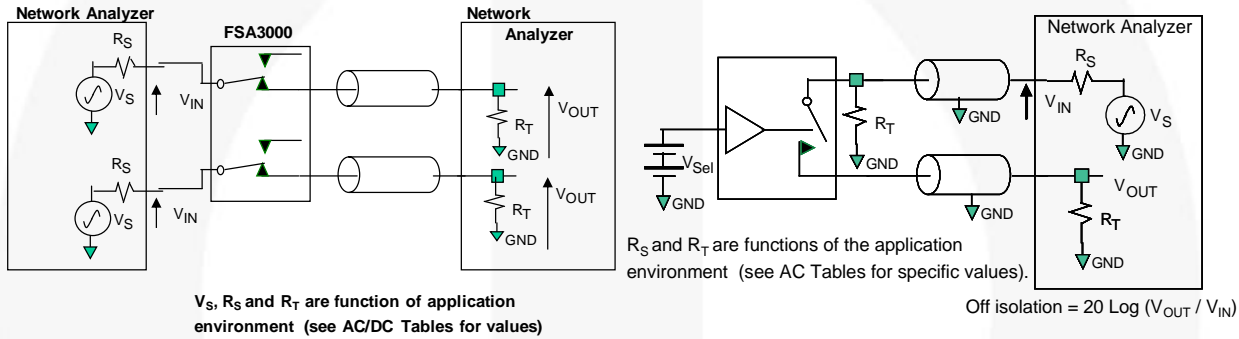 Network Analyzer
FSA3000
Network
Analyzer
RS
VS
VIN
RS
VS
VIN
VOUT
RT
GND
VOUT
RT
GND
VS, RS and RT are function of application
environment (see AC/DC Tables for values)
Network Analyzer
RS
VIN
VS
GND
RT
GND
VSel
GND
VOUT
RT
GND
GND
RS and RT are functions of the application
environment (see AC Tables for specific values).
Off isolation = 20 Log (VOUT / VIN)